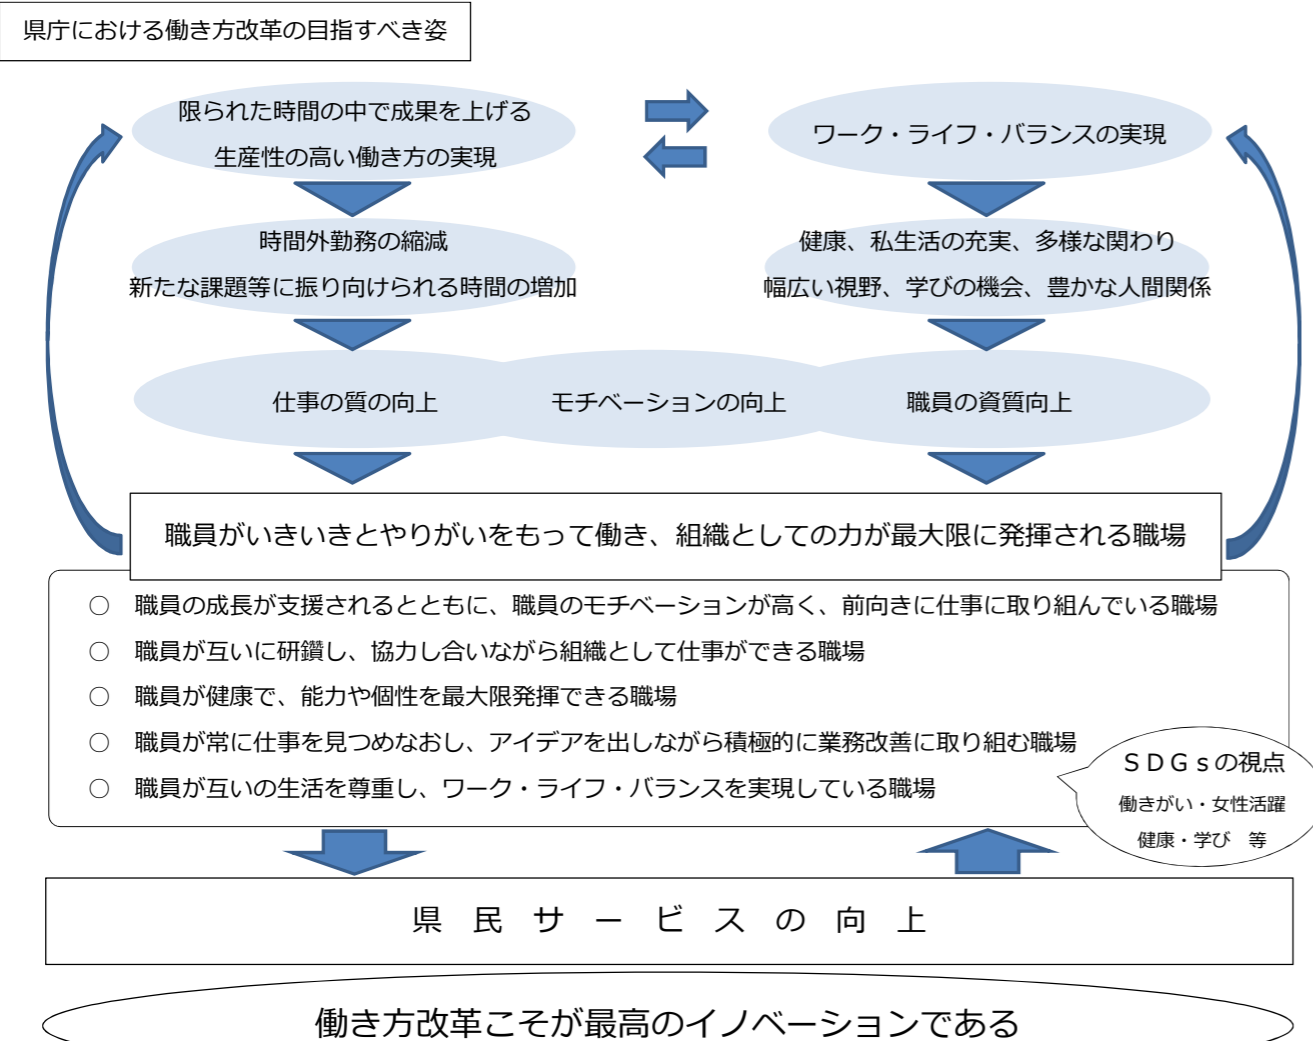 県庁における働き方改革の目指すべき姿
限られた時間の中で成果を上げる
生産性の高い働き方の実現
ワーク・ライフ・バランスの実現
時間外勤務の縮減
新たな課題等に振り向けられる時間の増加
健康、私生活の充実、多様な関わり
幅広い視野、学びの機会、豊かな人間関係
仕事の質の向上
モチベーションの向上
職員の資質向上
職員がいきいきとやりがいをもって働き、組織としての力が最大限に発揮される職場
○ 職員の成長が支援されるとともに、職員のモチベーションが高く、前向きに仕事に取り組んでいる職場
○ 職員が互いに研鑽し、協力し合いながら組織として仕事ができる職場
○ 職員が健康で、能力や個性を最大限発揮できる職場
○ 職員が常に仕事を見つめなおし、アイデアを出しながら積極的に業務改善に取り組む職場
○ 職員が互いの生活を尊重し、ワーク・ライフ・バランスを実現している職場
ＳＤＧｓの視点
働きがい・女性活躍
健康・学び　等
県 民 サ ー ビ ス の 向 上
働き方改革こそが最高のイノベーションである